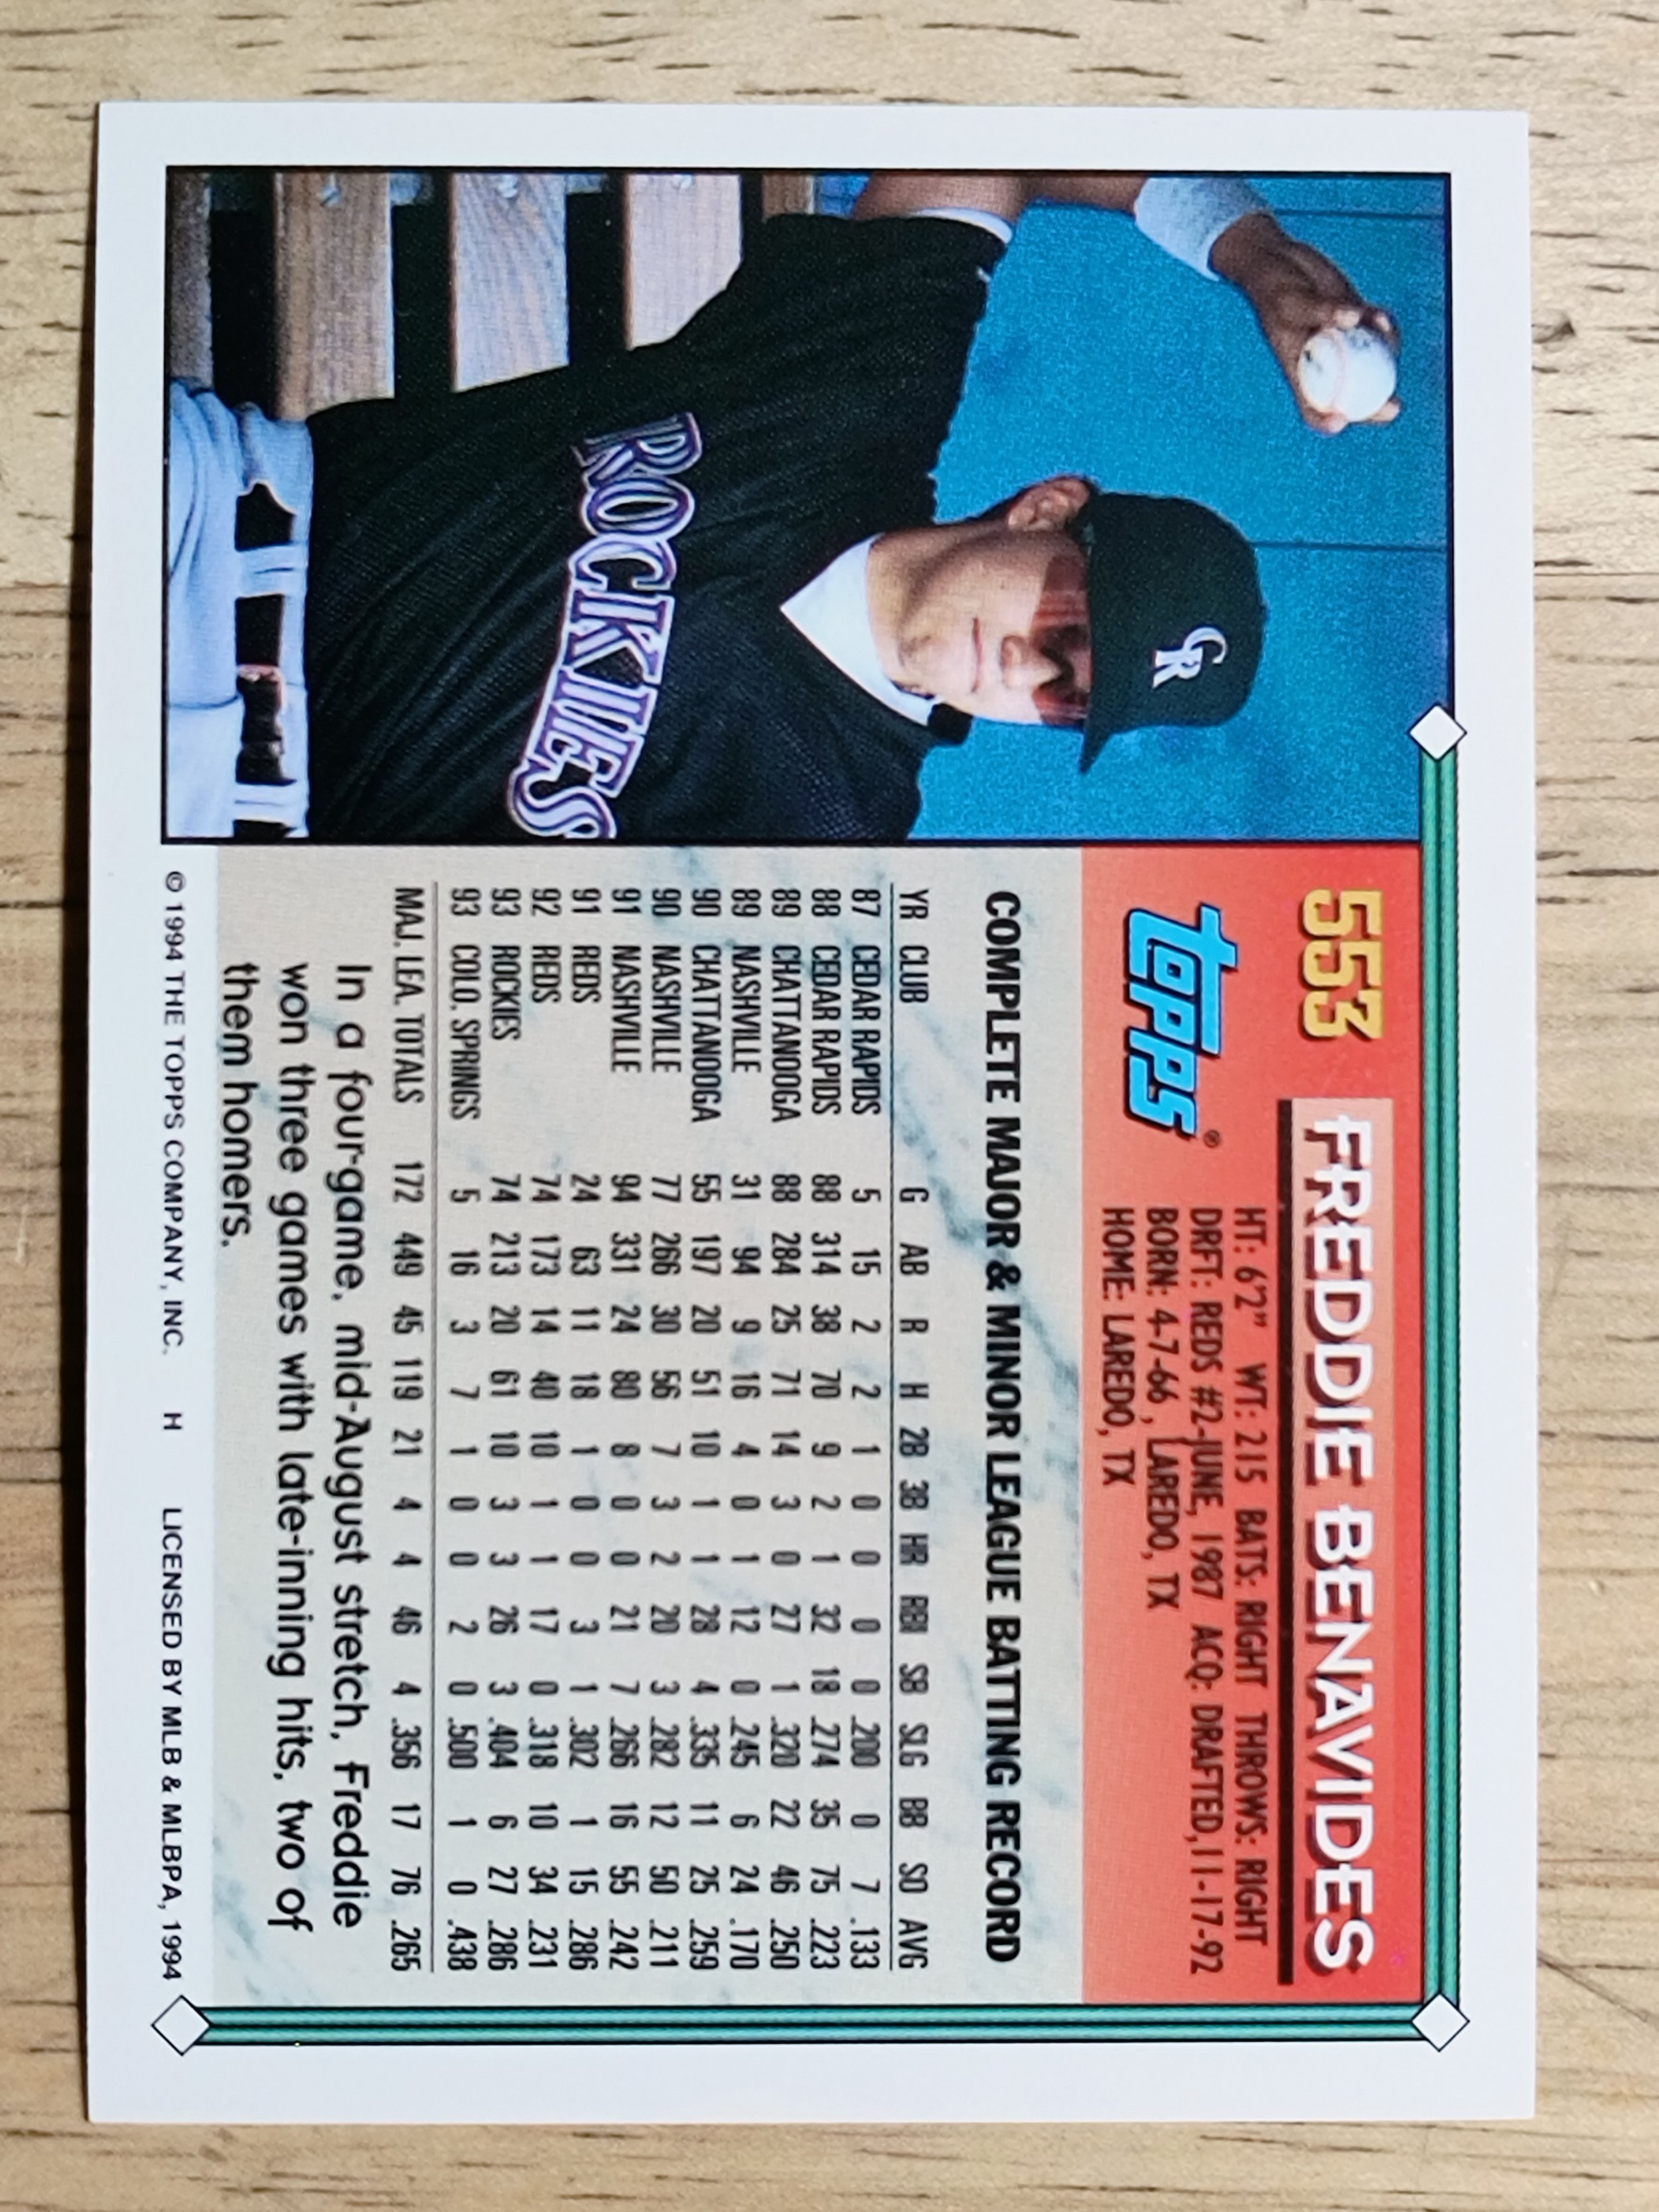 553 FREDDIE BENAVIDES
topps®
HT: 6'2" WT: 215 BATS: RIGHT THROWS: RIGHT
DRFT: REDS #2-JUNE, 1987 ACQ: DRAFTED,11-17-92
BORN: 4-7-66 , LAREDO, TX
HOME: LAREDO, TX
COMPLETE MAJOR & MINOR LEAGUE BATTING RECORD
YR CLUB G AB R H 2B 3B HR RBI SB SLG BB SO AVG
87 CEDAR RAPIDS 5 15 2 2 1 0 0 0 0 .200 0 7 .133
88 CEDAR RAPIDS 88 314 38 70 9 2 1 32 18 .274 35 75 .223
89 CHATTANOOGA 88 284 25 71 14 3 0 27 1 .320 22 46 .250
89 NASHVILLE 31 94 9 16 4 0 1 12 0 .245 6 24 .170
90 CHATTANOOGA 55 197 20 51 10 1 1 28 4 .335 11 25 .259
90 NASHVILLE 77 266 30 56 7 3 2 20 3 .282 12 50 .211
91 NASHVILLE 94 331 24 80 8 0 0 21 7 .266 16 55 .242
91 REDS 24 63 11 18 1 0 0 3 1 .302 1 15 .286
92 REDS 74 173 14 40 10 1 1 17 0 .318 10 34 .231
93 ROCKIES 74 213 20 61 10 3 3 26 3 .404 6 27 .286
93 COLO. SPRINGS 5 16 3 7 1 0 0 2 0 .500 1 0 .438
MAJ. LEA. TOTALS 172 449 45 119 21 4 4 46 4 .356 17 76 .265
In a four-game, mid-August stretch, Freddie
won three games with late-inning hits, two of
them homers.
© 1994 THE TOPPS COMPANY, INC. H LICENSED BY MLB & MLBPA, 1994
CR
ROCKIES